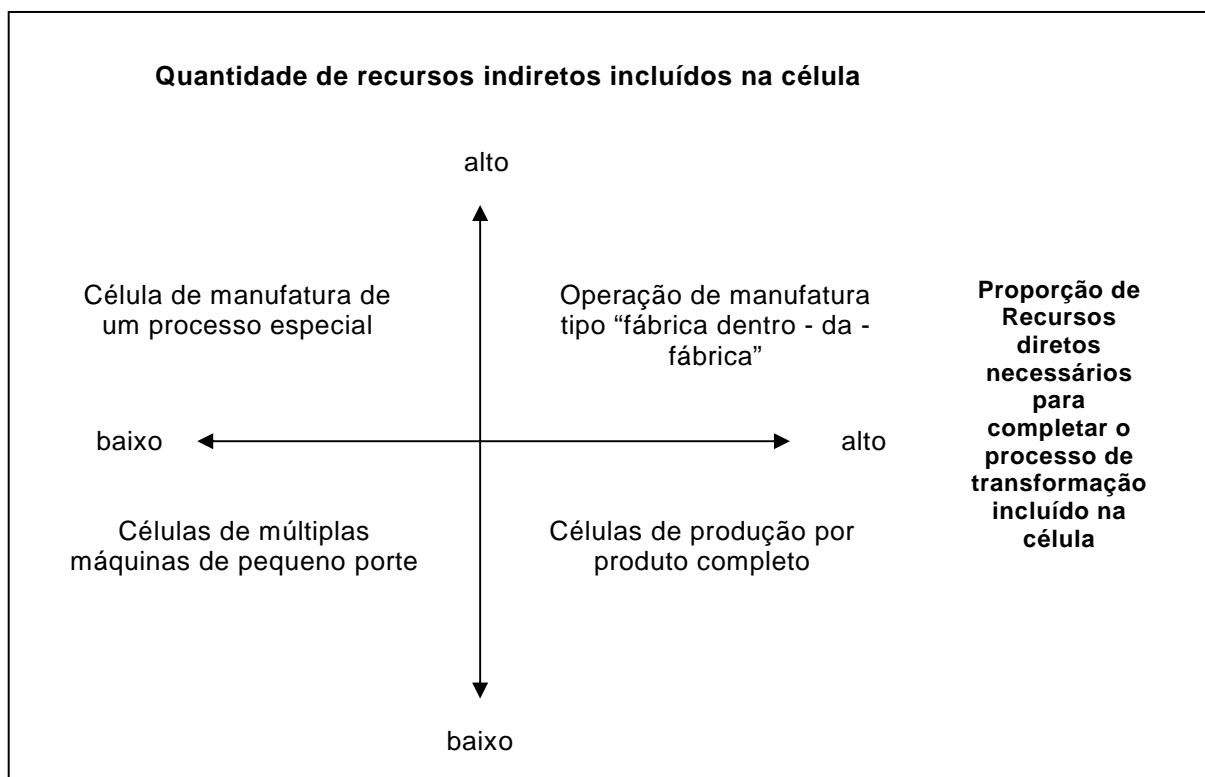 Quantidade de recursos indiretos incluídos na célula
alto
Célula de manufatura de
um processo especial
Operação de manufatura
tipo “fábrica dentro - da -
fábrica”
Proporção de
Recursos
diretos
necessários
para
completar o
processo de
transformação
incluído na
célula
baixo
alto
Células de múltiplas
máquinas de pequeno porte
Células de produção por
produto completo
baixo